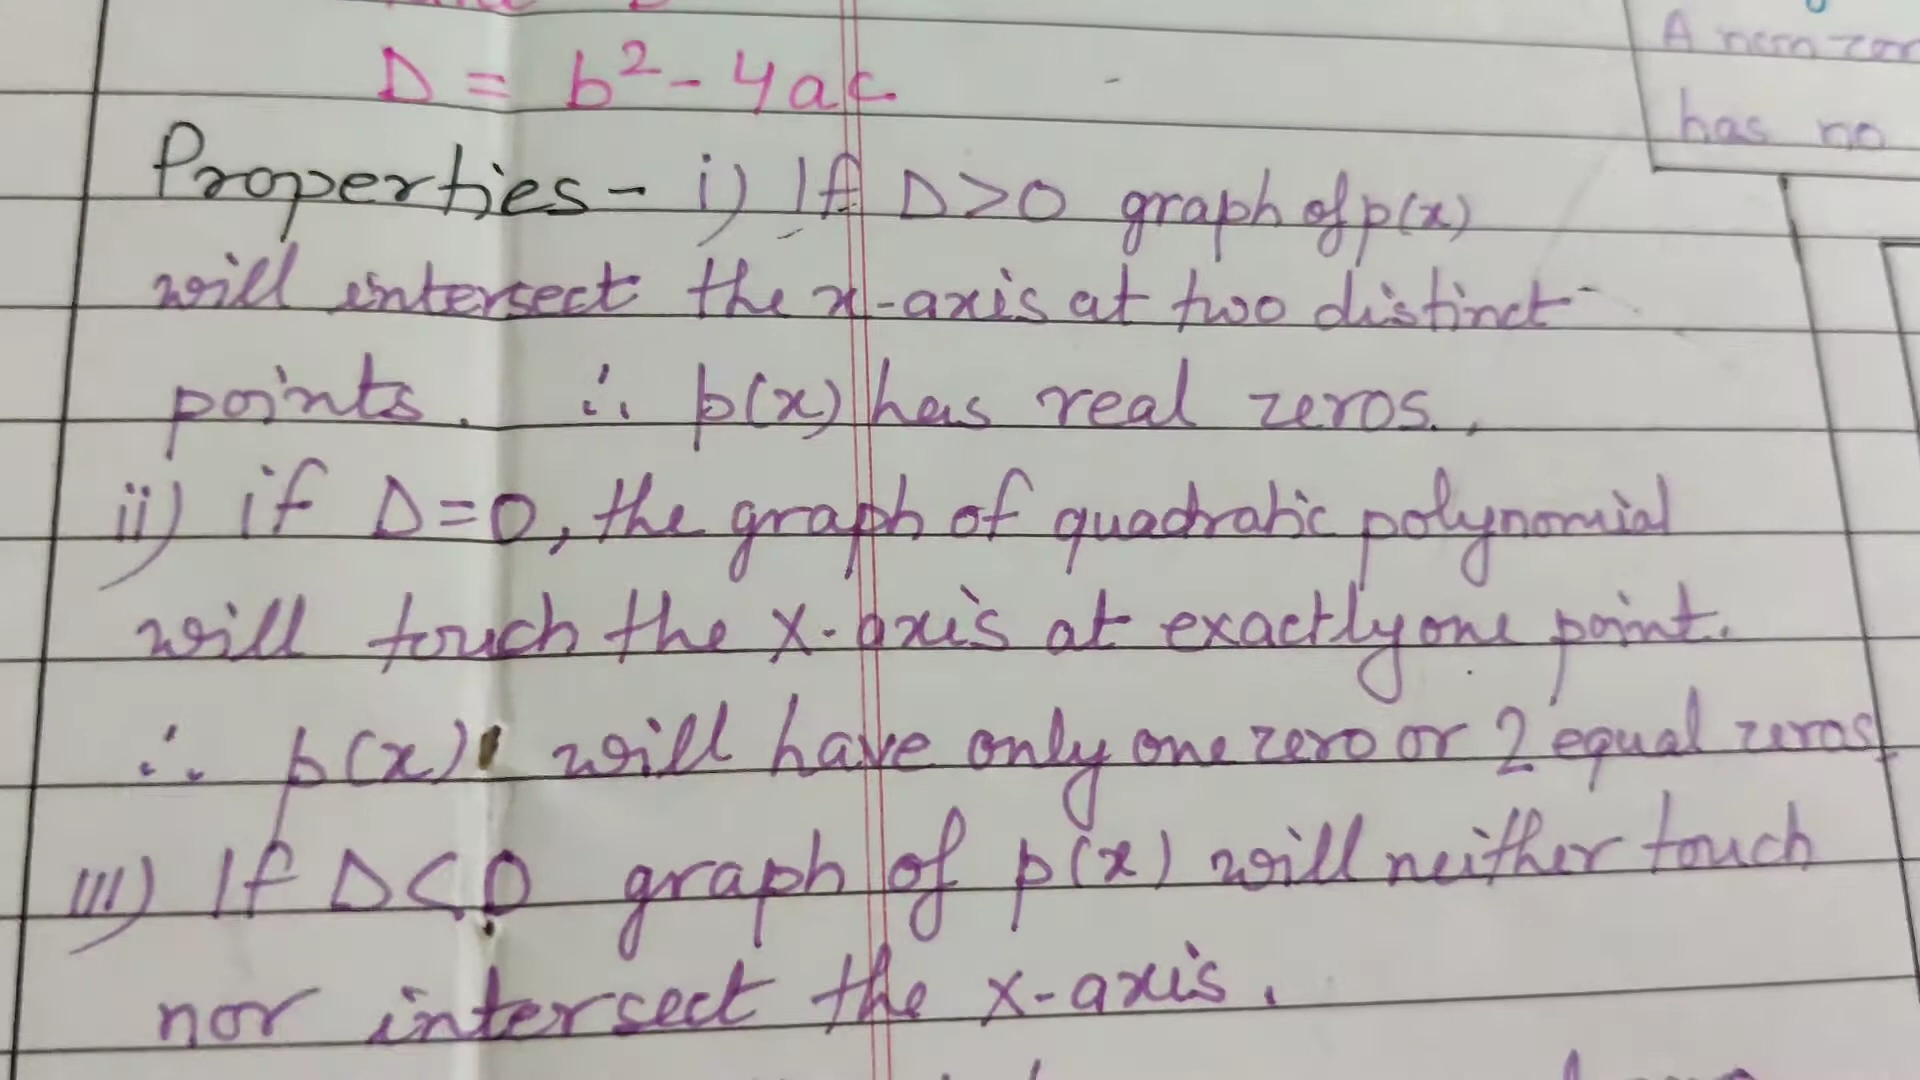 D = b² - 4ac
A non zer
has no
Properties - i) If D>0 graph of p(x)
will intersect the x-axis at two distinct
points. ∴ p(x) has real zeros.
ii) if D=0, the graph of quadratic polynomial
will touch the x-axis at exactly one point.
∴ p(x) will have only one zero or 2 equal zeros
iii) If D<0 graph of p(x) will neither touch
nor intersect the x-axis.